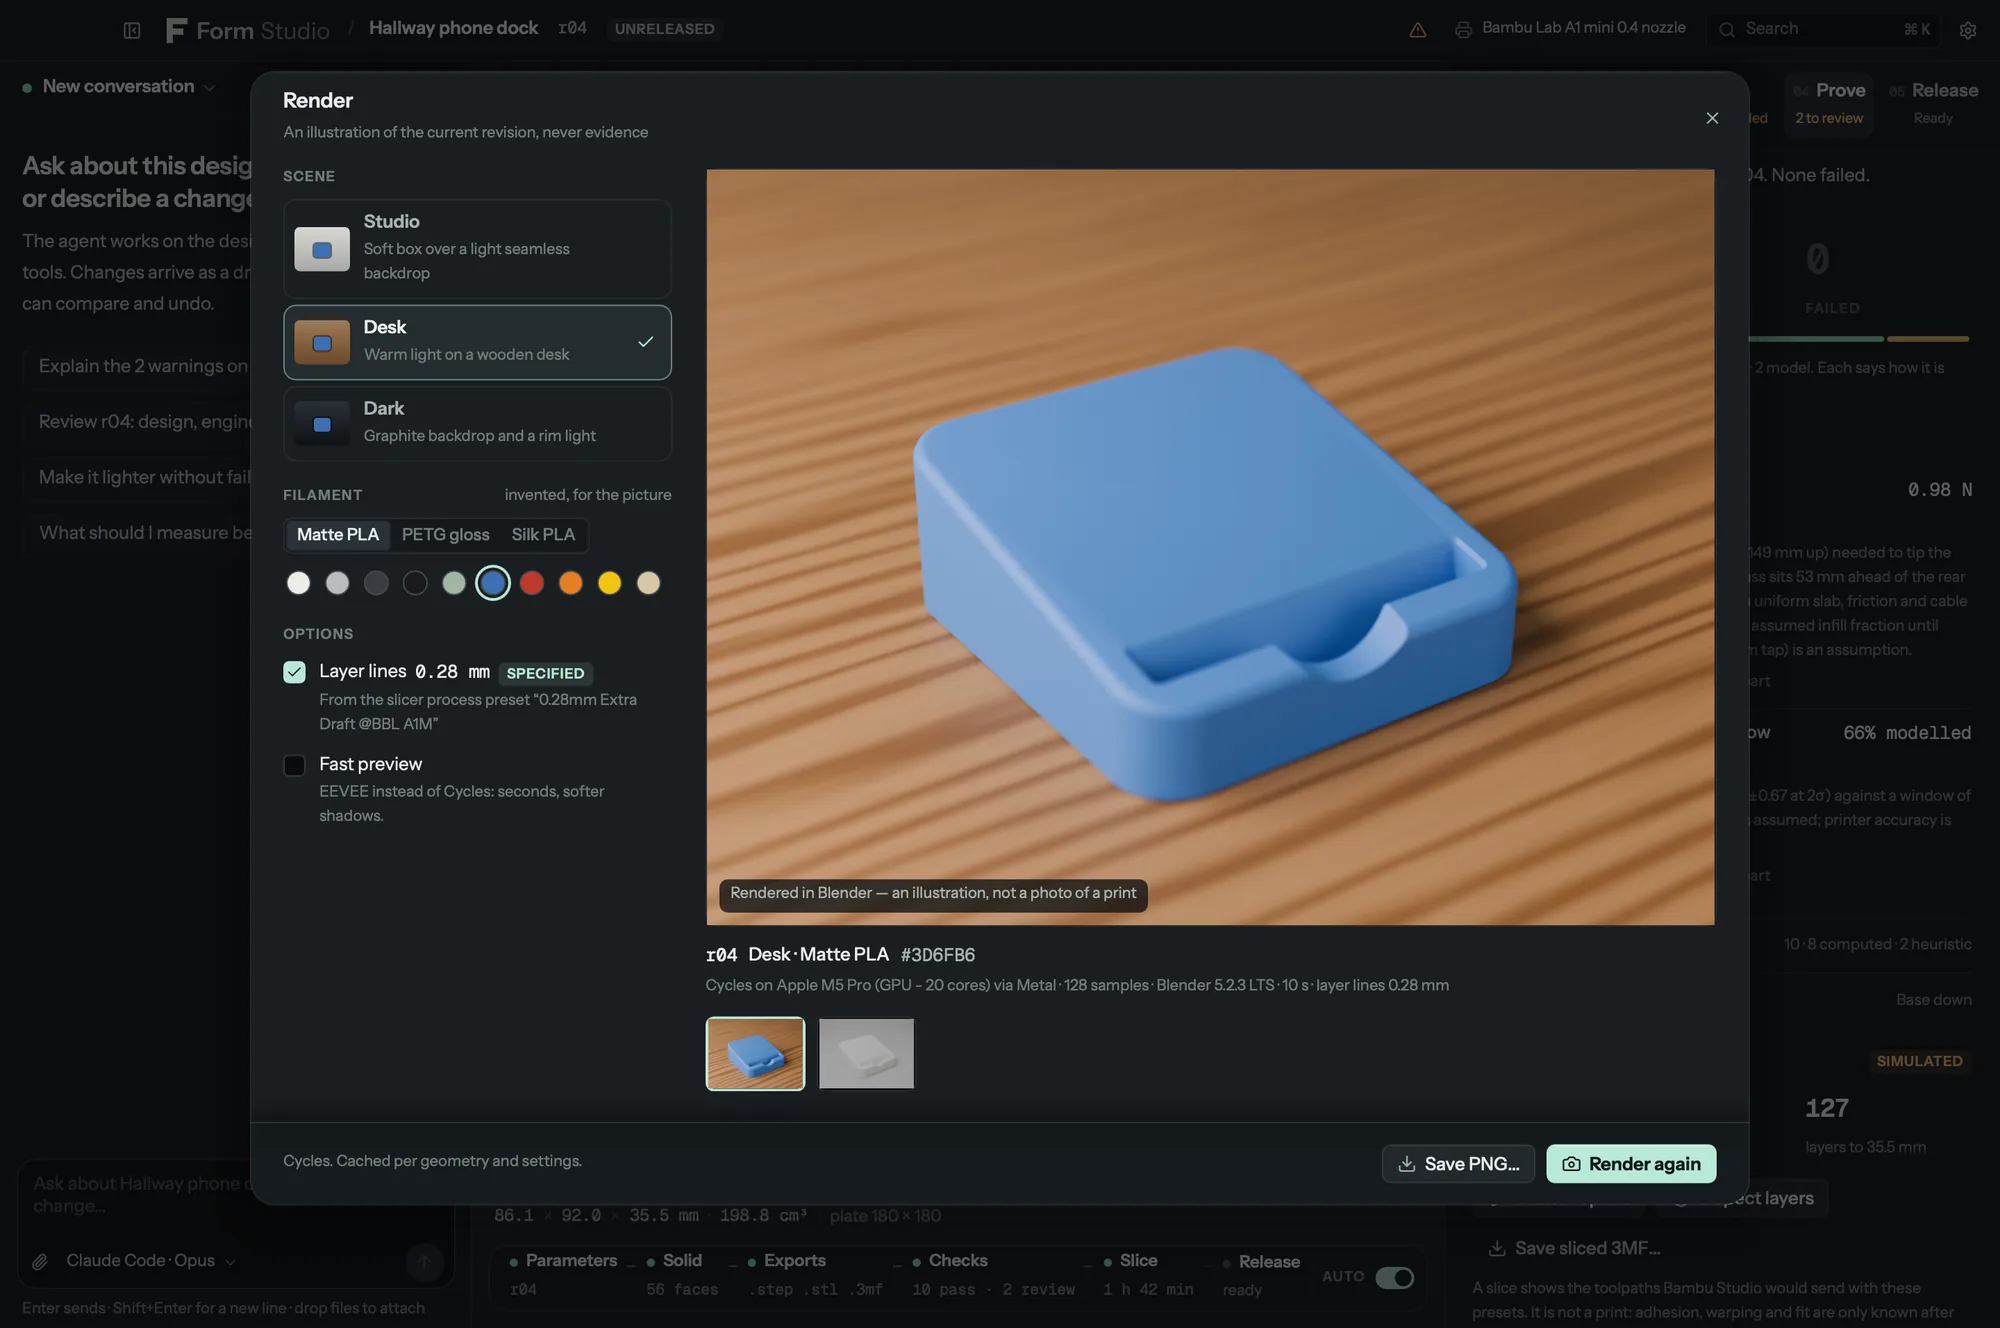 Form Studio / Hallway phone dock r04 UNRELEASED
Bambu Lab A1 mini 0.4 nozzle
Search ⌘K
New conversation
Ask about this desig
or describe a change
The agent works on the desi
tools. Changes arrive as a dr
can compare and undo.
Explain the 2 warnings on
Review r04: design, engine
Make it lighter without fail
What should I measure be
Render
An illustration of the current revision, never evidence
SCENE
Studio
Soft box over a light seamless
backdrop
Desk
Warm light on a wooden desk
Dark
Graphite backdrop and a rim light
FILAMENT
invented, for the picture
Matte PLA
PETG gloss
Silk PLA
OPTIONS
Layer lines 0.28 mm SPECIFIED
From the slicer process preset “0.28mm Extra
Draft @BBL A1M”
Fast preview
EEVEE instead of Cycles: seconds, softer
shadows.
Rendered in Blender — an illustration, not a photo of a print
r04 Desk · Matte PLA #3D6FB6
Cycles on Apple M5 Pro (GPU - 20 cores) via Metal · 128 samples · Blender 5.2.3 LTS · 10 s · layer lines 0.28 mm
Cycles. Cached per geometry and settings.
Save PNG...
Render again
04 Prove
2 to review
05 Release
Ready
04. None failed.
0
FAILED
· 2 model. Each says how it is
0.98 N
149 mm up) needed to tip the
ss sits 53 mm ahead of the rear
uniform slab, friction and cable
assumed infill fraction until
tap) is an assumption.
art
ow
66% modelled
±0.67 at 2σ) against a window of
assumed; printer accuracy is
art
10 · 8 computed · 2 heuristic
Base down
SIMULATED
127
layers to 35.5 mm
pect layers
Save sliced 3MF...
A slice shows the toolpaths Bambu Studio would send with these
presets. It is not a print: adhesion, warping and fit are only known after
Ask about Hallway phone
change...
Claude Code · Opus
Enter sends · Shift+Enter for a new line · drop files to attach
86.1 × 92.0 × 35.5 mm · 198.8 cm³ · plate 180 × 180
Parameters
r04
Solid
56 faces
Exports
.step .stl .3mf
Checks
10 pass · 2 review
Slice
1 h 42 min
Release
ready
AUTO